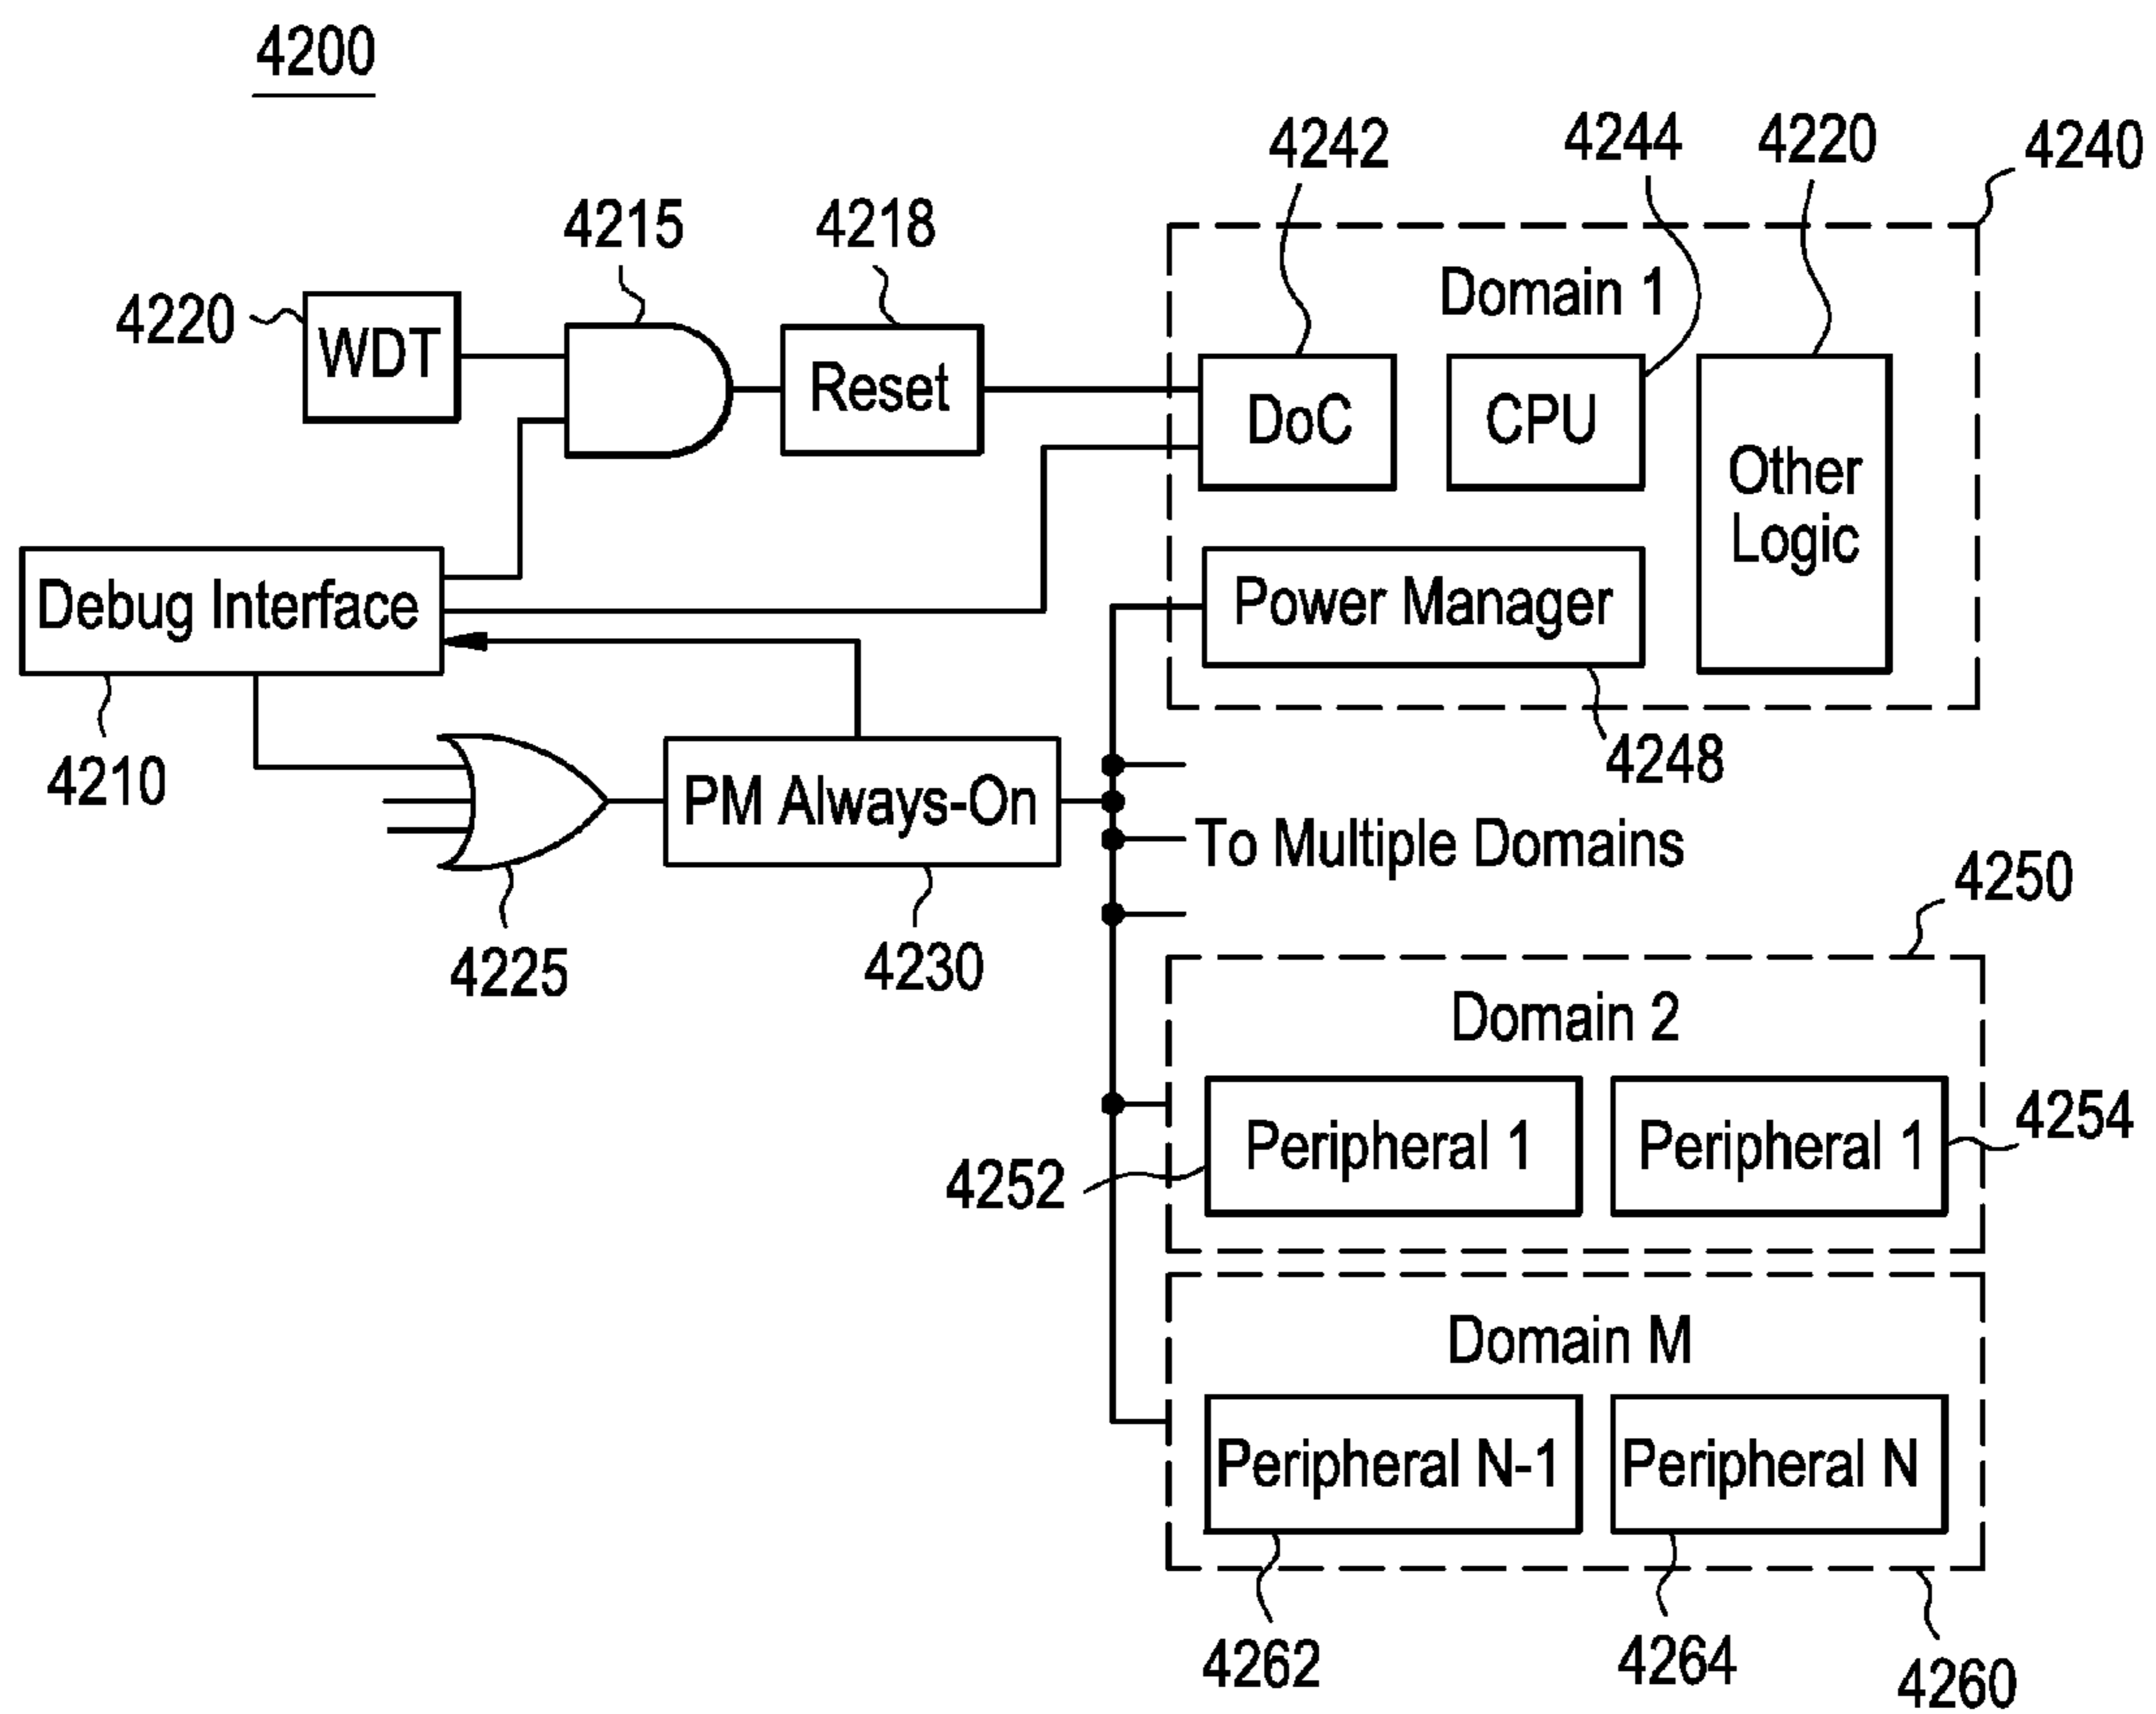 4200
4242
4244
4220
4240
4215
4218
4220
WDT
Reset
Domain 1
DoC
CPU
Other
Logic
Debug Interface
Power Manager
4210
4248
PM Always-On
To Multiple Domains
4225
4230
4250
Domain 2
Peripheral 1
Peripheral 1
4252
4254
Domain M
Peripheral N-1
Peripheral N
4262
4264
4260